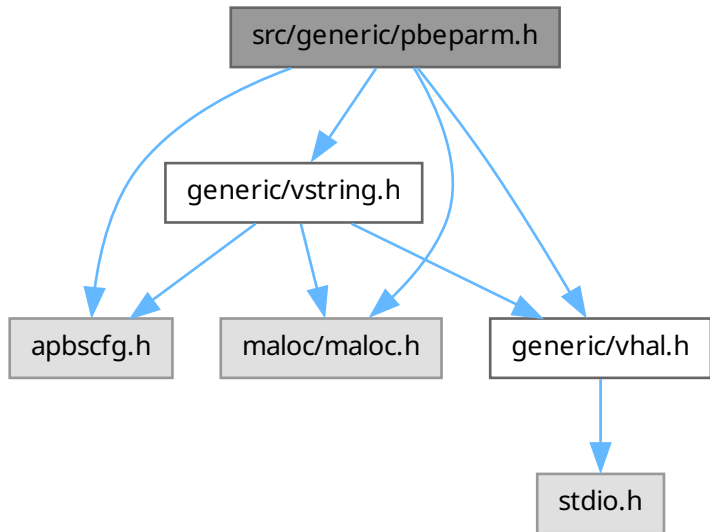 src/generic/pbeparm.h
generic/vstring.h
apbscfg.h
maloc/maloc.h
generic/vhal.h
stdio.h